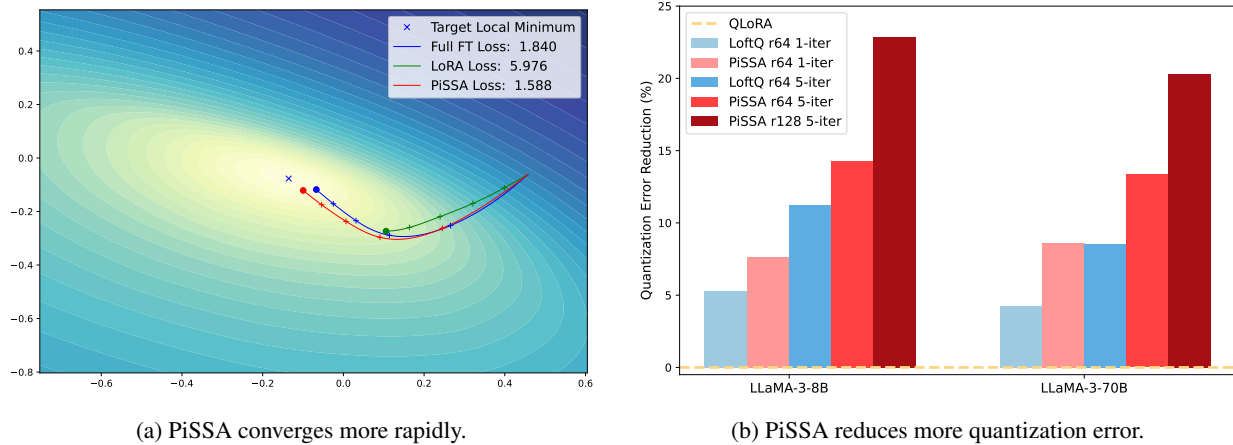 Target Local Minimum
Full FT Loss: 1.840
LoRA Loss: 5.976
PiSSA Loss: 1.588
0.4
0.2
0.0
−0.2
−0.4
−0.6
−0.8
−0.6
−0.4
−0.2
0.0
0.2
0.4
0.6
(a) PiSSA converges more rapidly.
Quantization Error Reduction (%)
25
20
15
10
5
0
QLoRA
LoftQ r64 1-iter
PiSSA r64 1-iter
LoftQ r64 5-iter
PiSSA r64 5-iter
PiSSA r128 5-iter
LLaMA-3-8B
LLaMA-3-70B
(b) PiSSA reduces more quantization error.